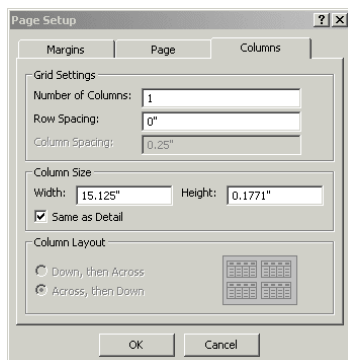 Page Setup
Margins Page Columns
Grid Settings
Number of Columns: 1
Row Spacing: 0"
Column Spacing: 0.25"
Column Size
Width: 15.125" Height: 0.1771"
Same as Detail
Column Layout
Down, then Across
Across, then Down
OK Cancel